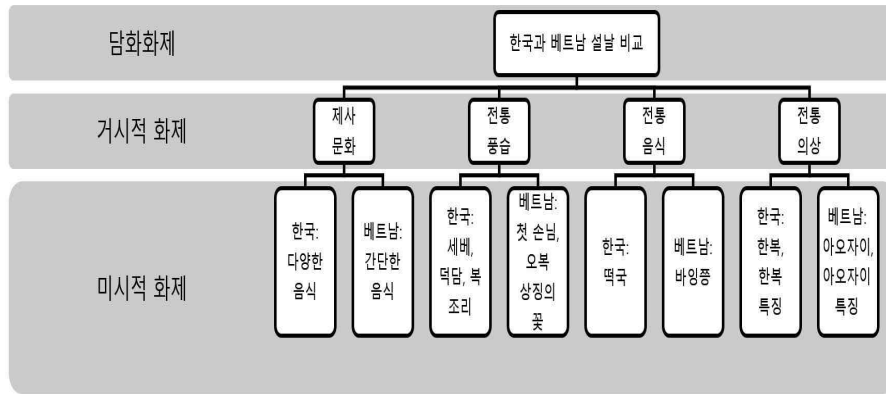 담화화제
한국과 베트남 설날 비교
거시적 화제
제사
문화
전통
풍습
전통
음식
전통
의상
미시적 화제
한국:
다양한
음식
베트남:
간단한
음식
한국:
세베,
덕담, 복
조리
베트남:
첫 손님,
오복
상징의
꽃
한국:
떡국
베트남:
바잉쯩
한국:
한복,
한복
특징
베트남:
아오자이,
아오자이
특징